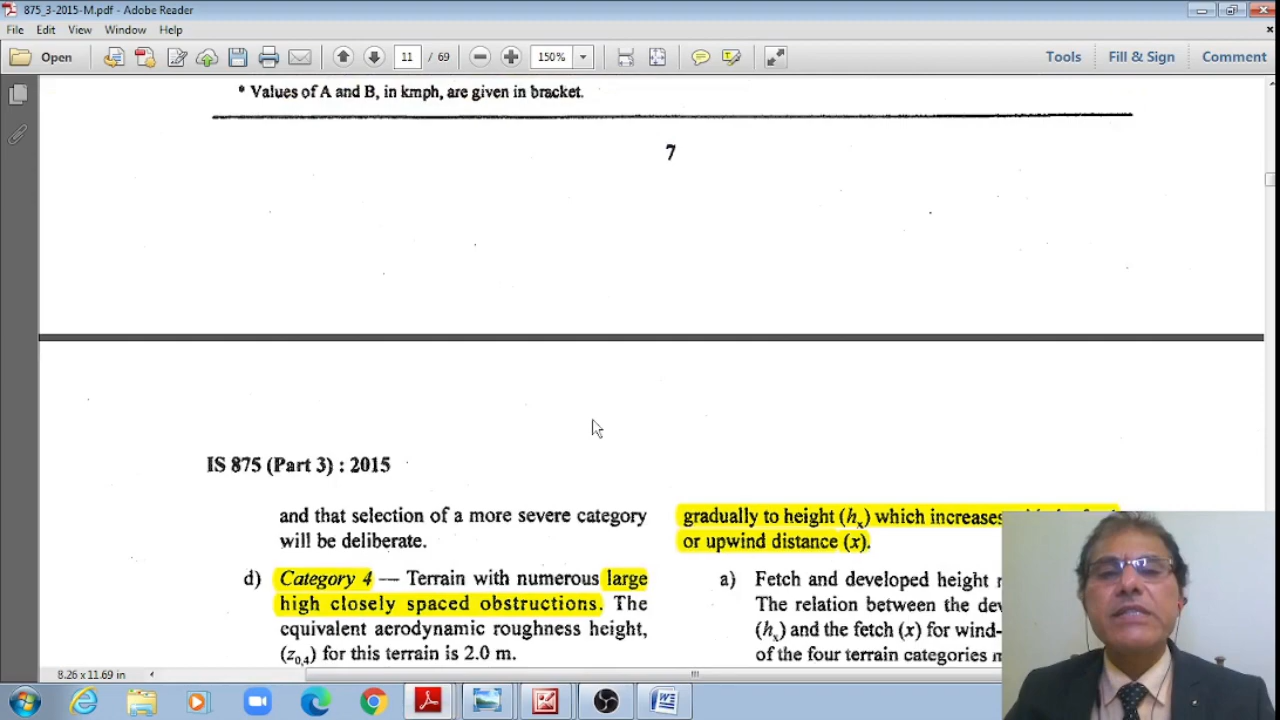 875_3-2015-M.pdf - Adobe Reader
File Edit View Window Help
Open 11 / 69 150% Tools Fill & Sign Comment
* Values of A and B, in kmph, are given in bracket.
7
IS 875 (Part 3) : 2015
and that selection of a more severe category
will be deliberate.
d) Category 4 — Terrain with numerous large
high closely spaced obstructions. The
equivalent aerodynamic roughness height,
(z0,4) for this terrain is 2.0 m.
gradually to height (hx) which increases
or upwind distance (x).
a) Fetch and developed height
The relation between the
(hx) and the fetch (x) for wind-
of the four terrain categories
8.26 x 11.69 in